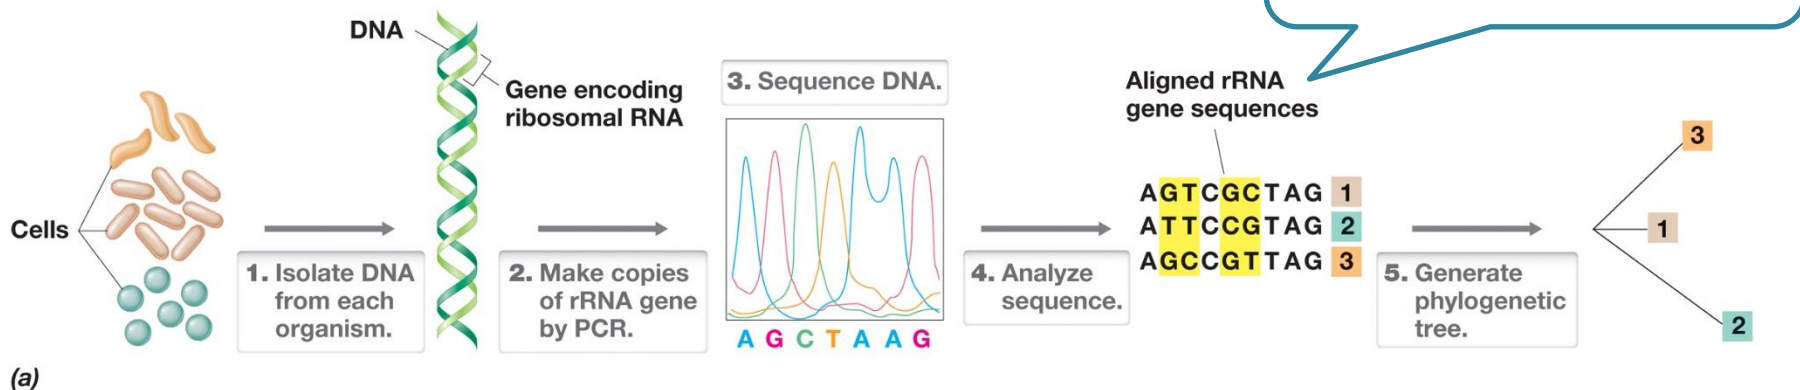 DNA
Gene encoding
ribosomal RNA
Cells
1. Isolate DNA
from each
organism.
2. Make copies
of rRNA gene
by PCR.
3. Sequence DNA.
A G C T A A G
4. Analyze
sequence.
Aligned rRNA
gene sequences
AGTCGCTAG 1
ATTCCGTAG 2
AGCCGTTAG 3
5. Generate
phylogenetic
tree.
3
1
2
(a)